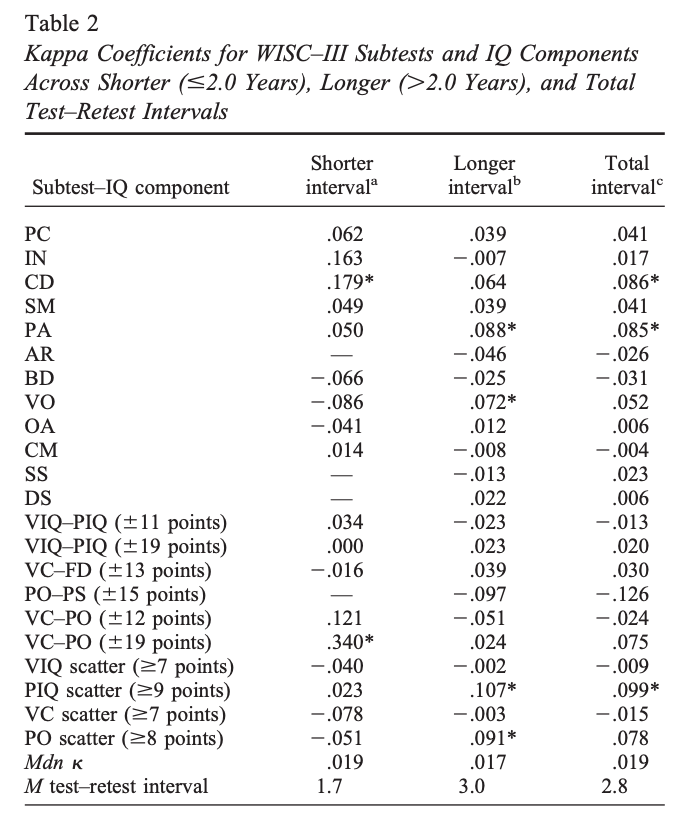 Table 2
Kappa Coefficients for WISC–III Subtests and IQ Components
Across Shorter (≤2.0 Years), Longer (>2.0 Years), and Total
Test–Retest Intervals
Shorter Longer Total
Subtest–IQ component intervalᵃ intervalᵇ intervalᶜ
PC .062 .039 .041
IN .163 −.007 .017
CD .179* .064 .086*
SM .049 .039 .041
PA .050 .088* .085*
AR — −.046 −.026
BD −.066 −.025 −.031
VO −.086 .072* .052
OA −.041 .012 .006
CM .014 −.008 −.004
SS — −.013 .023
DS — .022 .006
VIQ–PIQ (±11 points) .034 −.023 −.013
VIQ–PIQ (±19 points) .000 .023 .020
VC–FD (±13 points) −.016 .039 .030
PO–PS (±15 points) — −.097 −.126
VC–PO (±12 points) .121 −.051 −.024
VC–PO (±19 points) .340* .024 .075
VIQ scatter (≥7 points) −.040 −.002 −.009
PIQ scatter (≥9 points) .023 .107* .099*
VC scatter (≥7 points) −.078 −.003 −.015
PO scatter (≥8 points) −.051 .091* .078
Mdn κ .019 .017 .019
M test–retest interval 1.7 3.0 2.8